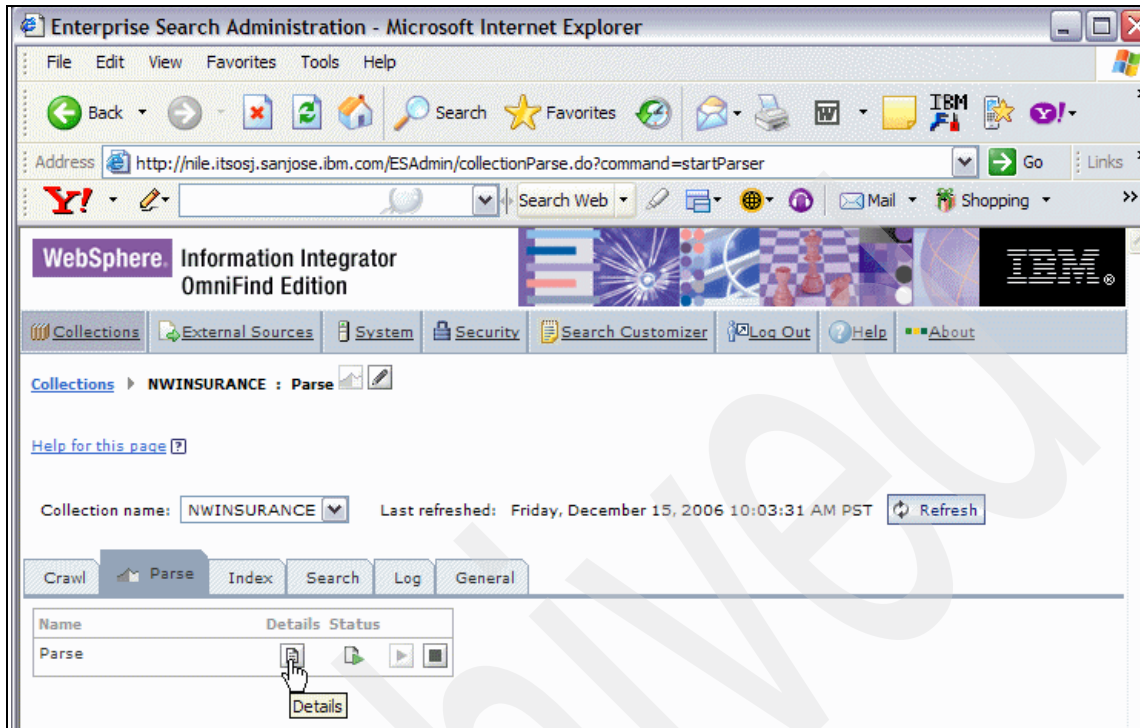 Enterprise Search Administration - Microsoft Internet Explorer
File Edit View Favorites Tools Help
Back Search Favorites IBM
Address http://nile.itsosj.sanjose.ibm.com/ESAdmin/collectionParse.do?command=startParser Go Links
Y! Search Web Mail Shopping
WebSphere. Information Integrator
OmniFind Edition
IBM®
Collections External Sources System Security Search Customizer Log Out Help About
Collections NWINSURANCE : Parse
Help for this page ?
Collection name: NWINSURANCE Last refreshed: Friday, December 15, 2006 10:03:31 AM PST Refresh
Crawl Parse Index Search Log General
Name Details Status
Parse
Details